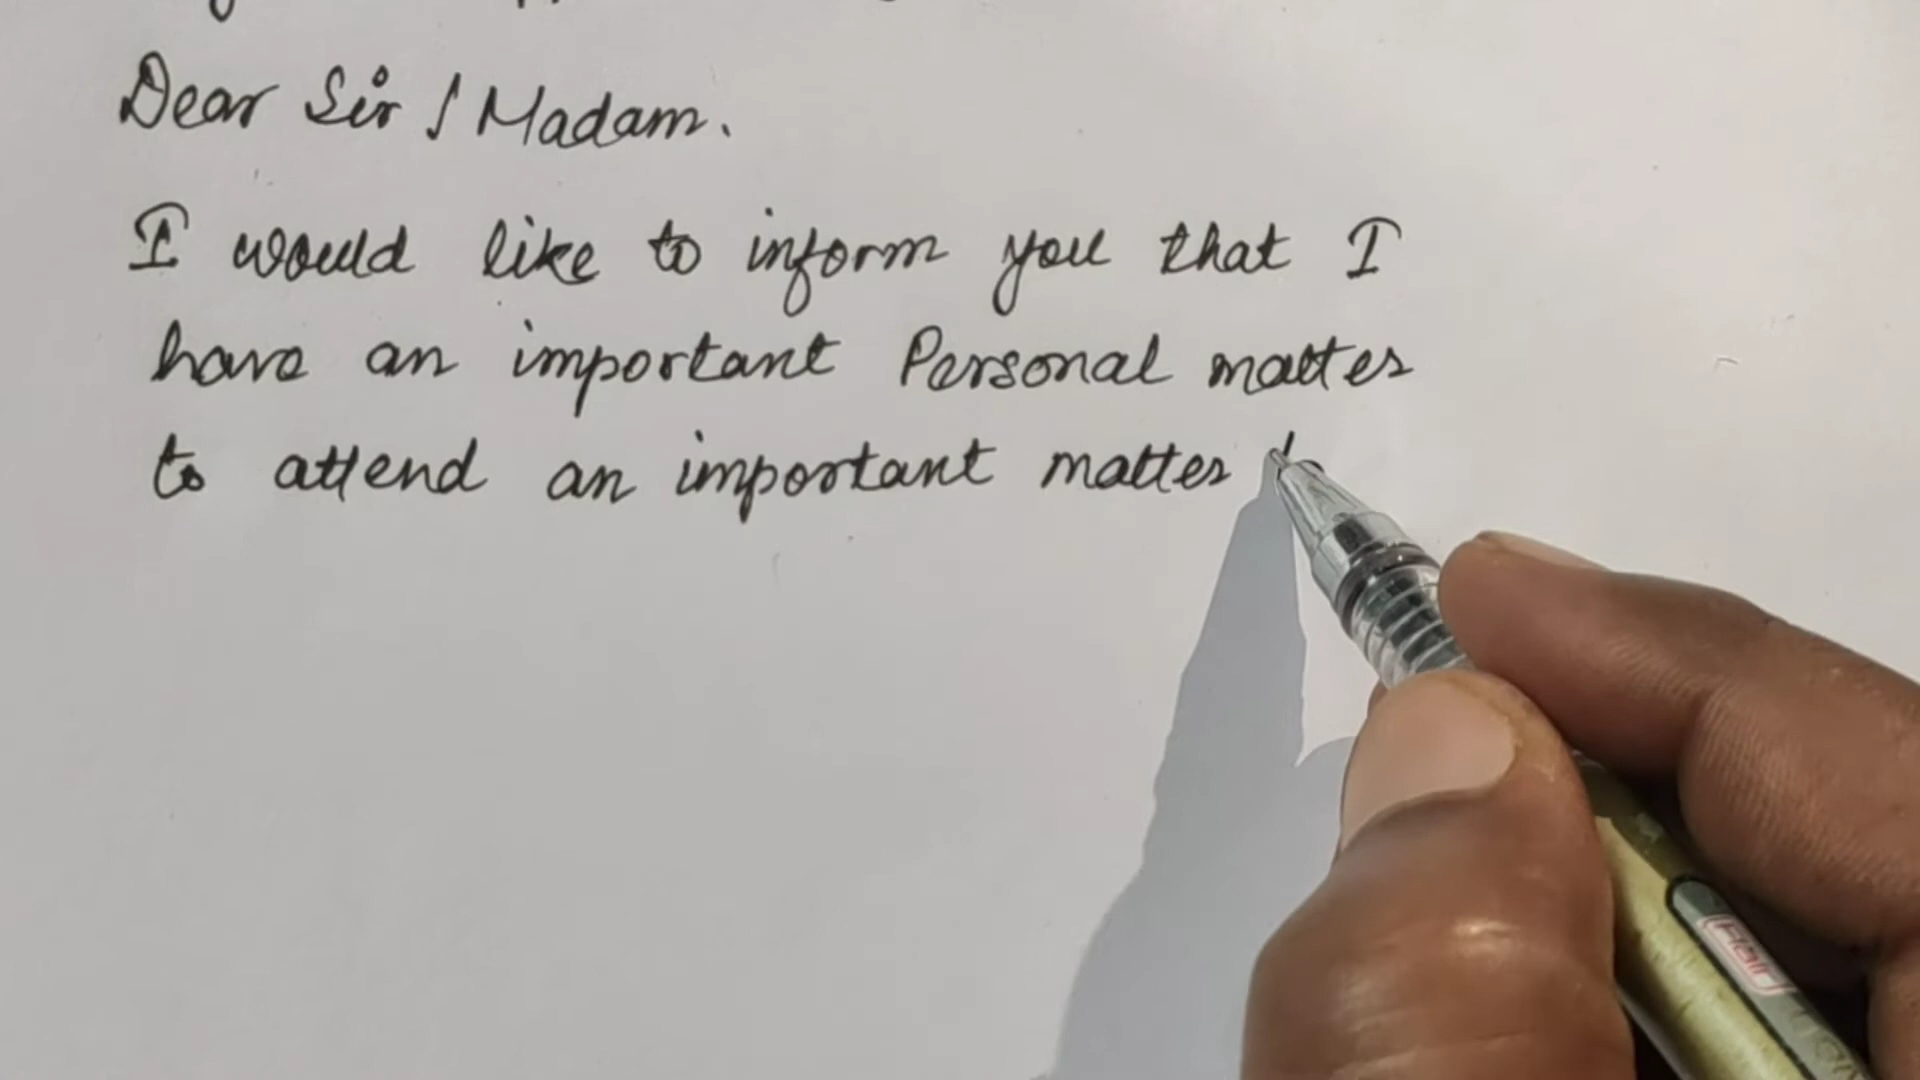 Dear Sir / Madam.
I would like to inform you that I
have an important Personal matter
to attend an important matter
Flair